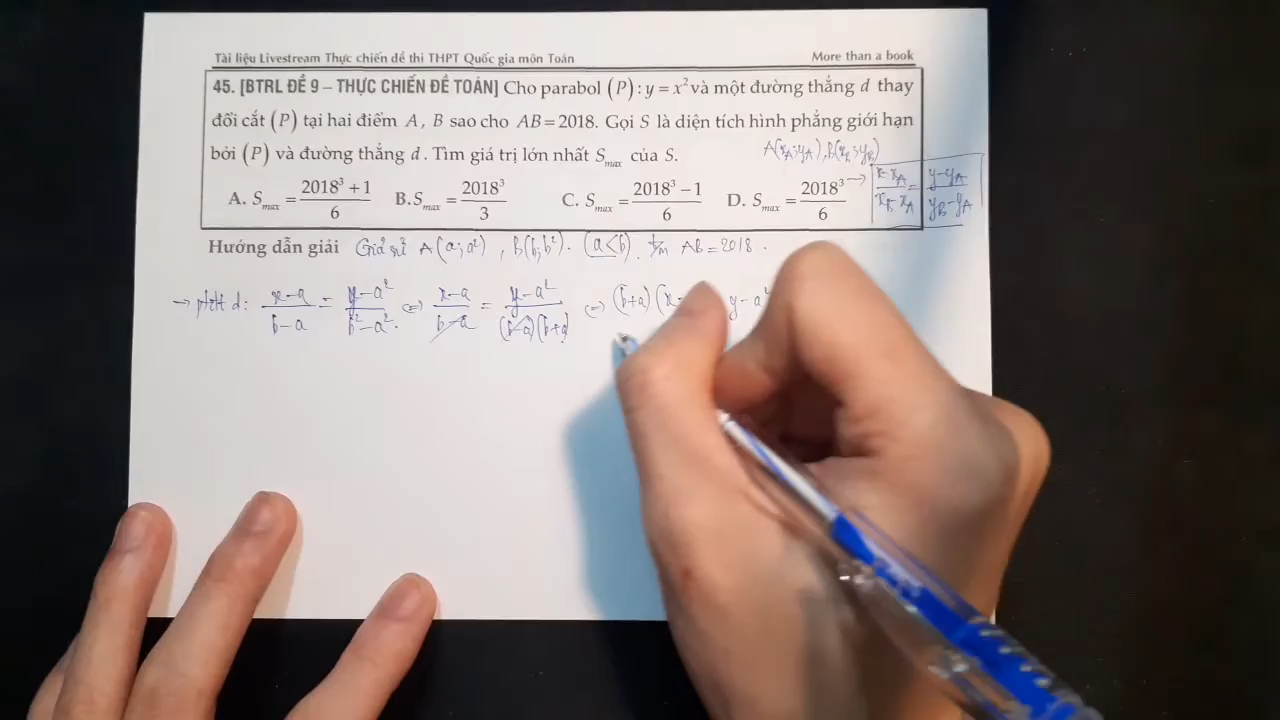 Tài liệu Livestream Thực chiến đề thi THPT Quốc gia môn Toán
More than a book
45. [BTRL ĐỀ 9 – THỰC CHIẾN ĐỀ TOÁN] Cho parabol (P): y = x² và một đường thẳng d thay
đổi cắt (P) tại hai điểm A, B sao cho AB = 2018. Gọi S là diện tích hình phẳng giới hạn
bởi (P) và đường thẳng d. Tìm giá trị lớn nhất S_max của S.
A(x_A; y_A), B(x_B; y_B)
A. S_max = (2018³ + 1)/6 B. S_max = 2018³/3 C. S_max = (2018³ − 1)/6 D. S_max = 2018³/6
→ (x − x_A)/(x_B − x_A) = (y − y_A)/(y_B − y_A)
Hướng dẫn giải Giả sử A(a; a²), B(b; b²). (a < b). t/m AB = 2018.
→ ptđt d: (x − a)/(b − a) = (y − a²)/(b² − a²). ⇔ (x − a)/(b − a) = (y − a²)/((b − a)(b + a)) ⇔ (b + a)(x − y − a²